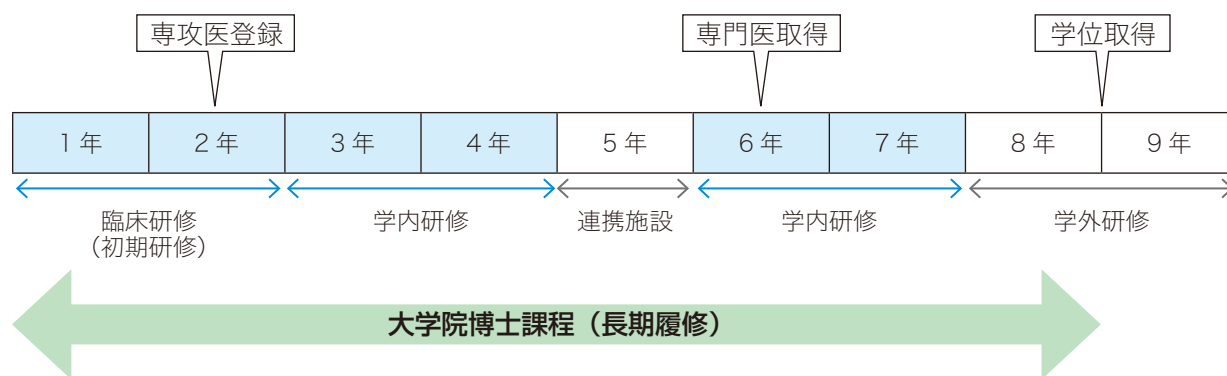 専攻医登録
専門医取得
学位取得
1年
2年
3年
4年
5年
6年
7年
8年
9年
臨床研修
（初期研修）
学内研修
連携施設
学内研修
学外研修
大学院博士課程（長期履修）